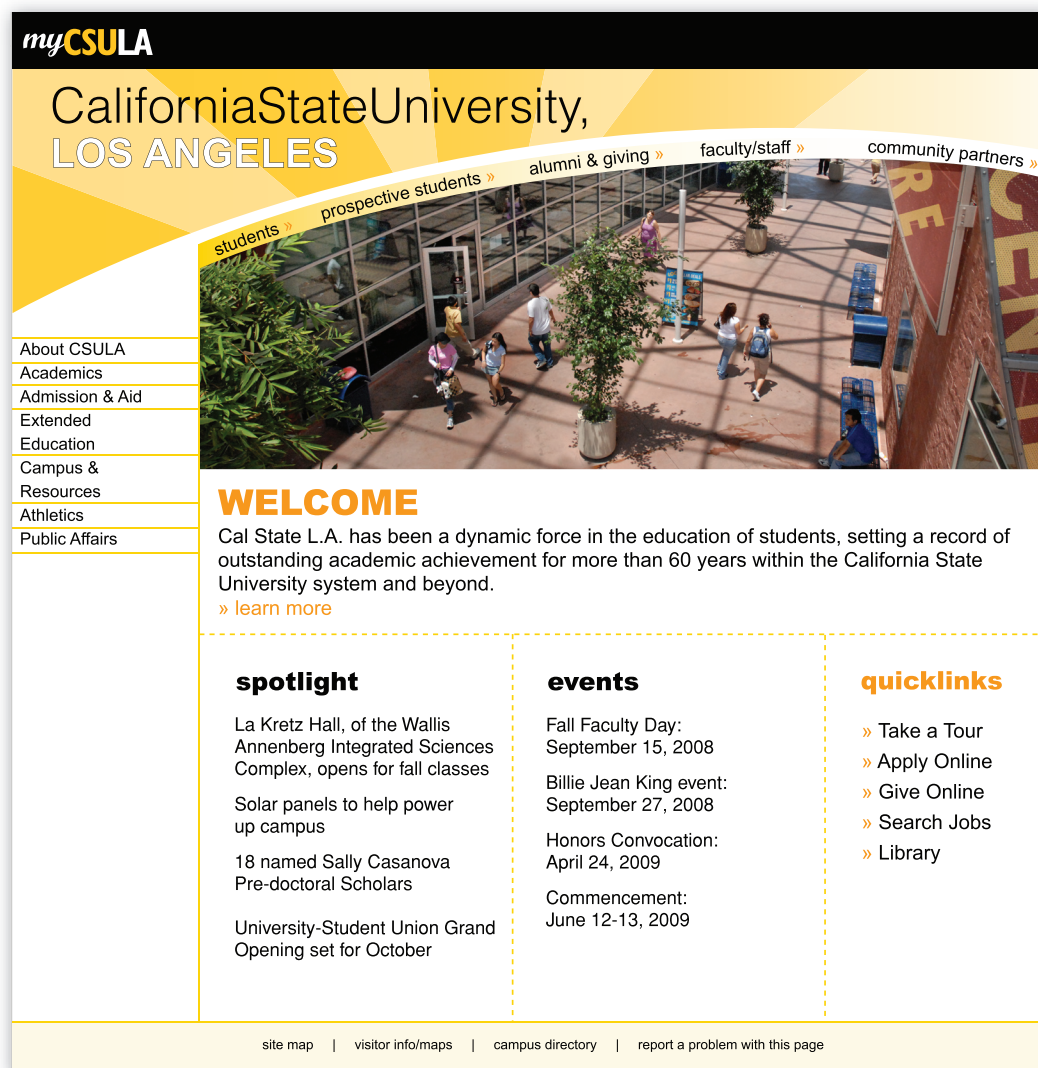 myCSULA
CaliforniaStateUniversity,
LOS ANGELES
students »
prospective students »
alumni & giving »
faculty/staff »
community partners »
About CSULA
Academics
Admission & Aid
Extended
Education
Campus &
Resources
Athletics
Public Affairs
WELCOME
Cal State L.A. has been a dynamic force in the education of students, setting a record of
outstanding academic achievement for more than 60 years within the California State
University system and beyond.
» learn more
spotlight
La Kretz Hall, of the Wallis
Annenberg Integrated Sciences
Complex, opens for fall classes
Solar panels to help power
up campus
18 named Sally Casanova
Pre-doctoral Scholars
University-Student Union Grand
Opening set for October
events
Fall Faculty Day:
September 15, 2008
Billie Jean King event:
September 27, 2008
Honors Convocation:
April 24, 2009
Commencement:
June 12-13, 2009
quicklinks
» Take a Tour
» Apply Online
» Give Online
» Search Jobs
» Library
site map | visitor info/maps | campus directory | report a problem with this page